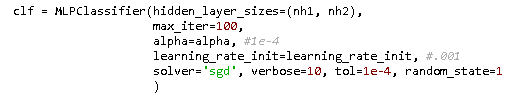 clf = MLPClassifier(hidden_layer_sizes=(nh1, nh2),
max_iter=100,
alpha=alpha, #1e-4
learning_rate_init=learning_rate_init, #.001
solver='sgd', verbose=10, tol=1e-4, random_state=1
)